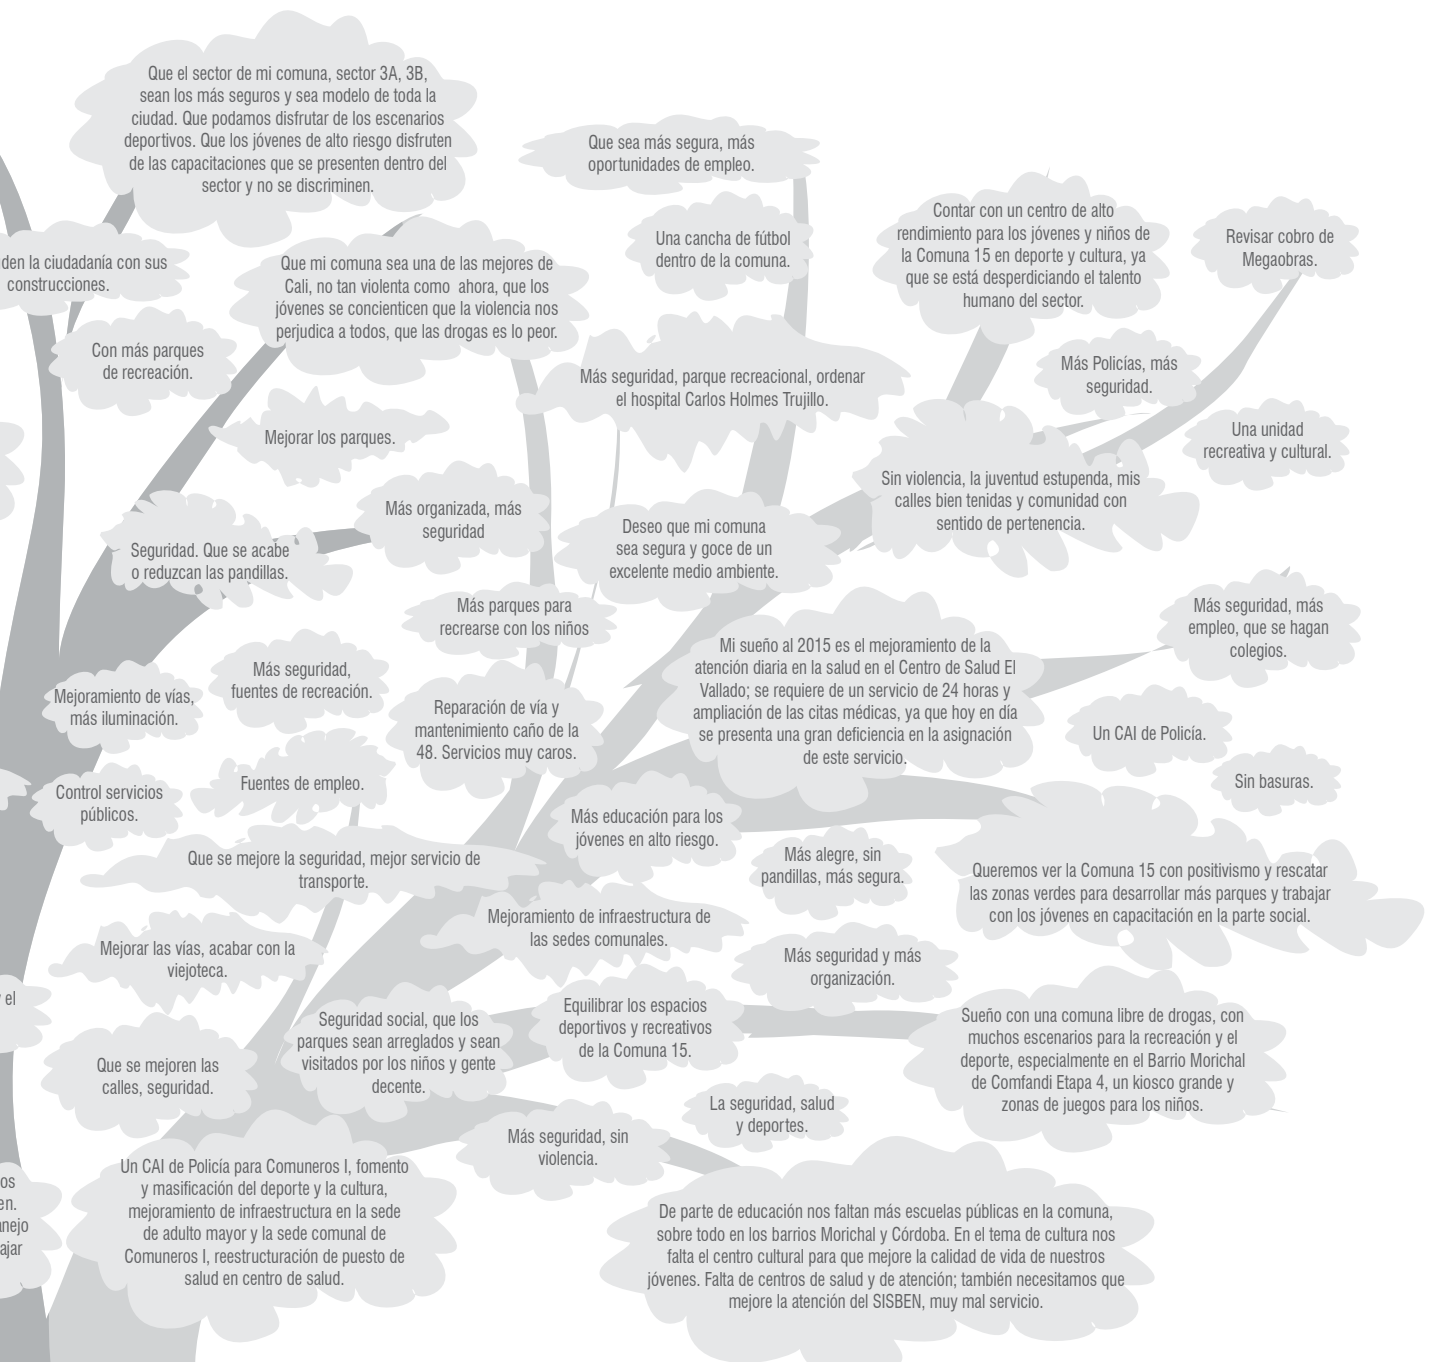 Que el sector de mi comuna, sector 3A, 3B,
sean los más seguros y sea modelo de toda la
ciudad. Que podamos disfrutar de los escenarios
deportivos. Que los jóvenes de alto riesgo disfruten
de las capacitaciones que se presenten dentro del
sector y no se discriminen.
Que sea más segura, más
oportunidades de empleo.
Una cancha de fútbol
dentro de la comuna.
Contar con un centro de alto
rendimiento para los jóvenes y niños de
la Comuna 15 en deporte y cultura, ya
que se está desperdiciando el talento
humano del sector.
Revisar cobro de
Megaobras.
la ciudadanía con sus
construcciones.
Que mi comuna sea una de las mejores de
Cali, no tan violenta como ahora, que los
jóvenes se concienticen que la violencia nos
perjudica a todos, que las drogas es lo peor.
Con más parques
de recreación.
Más seguridad, parque recreacional, ordenar
el hospital Carlos Holmes Trujillo.
Más Policías, más
seguridad.
Mejorar los parques.
Una unidad
recreativa y cultural.
Sin violencia, la juventud estupenda, mis
calles bien tenidas y comunidad con
sentido de pertenencia.
Más organizada, más
seguridad
Deseo que mi comuna
sea segura y goce de un
excelente medio ambiente.
Seguridad. Que se acabe
o reduzcan las pandillas.
Más parques para
recrearse con los niños
Más seguridad, más
empleo, que se hagan
colegios.
Mi sueño al 2015 es el mejoramiento de la
atención diaria en la salud en el Centro de Salud El
Vallado; se requiere de un servicio de 24 horas y
ampliación de las citas médicas, ya que hoy en día
se presenta una gran deficiencia en la asignación
de este servicio.
Más seguridad,
fuentes de recreación.
Mejoramiento de vías,
más iluminación.
Reparación de vía y
mantenimiento caño de la
48. Servicios muy caros.
Un CAI de Policía.
Sin basuras.
Fuentes de empleo.
Control servicios
públicos.
Más educación para los
jóvenes en alto riesgo.
Que se mejore la seguridad, mejor servicio de
transporte.
Más alegre, sin
pandillas, más segura.
Queremos ver la Comuna 15 con positivismo y rescatar
las zonas verdes para desarrollar más parques y trabajar
con los jóvenes en capacitación en la parte social.
Mejoramiento de infraestructura de
las sedes comunales.
Mejorar las vías, acabar con la
viejoteca.
Más seguridad y más
organización.
el
Seguridad social, que los
parques sean arreglados y sean
visitados por los niños y gente
decente.
Equilibrar los espacios
deportivos y recreativos
de la Comuna 15.
Sueño con una comuna libre de drogas, con
muchos escenarios para la recreación y el
deporte, especialmente en el Barrio Morichal
de Comfandi Etapa 4, un kiosco grande y
zonas de juegos para los niños.
Que se mejoren las
calles, seguridad.
La seguridad, salud
y deportes.
Más seguridad, sin
violencia.
Un CAI de Policía para Comuneros I, fomento
y masificación del deporte y la cultura,
mejoramiento de infraestructura en la sede
de adulto mayor y la sede comunal de
Comuneros I, reestructuración de puesto de
salud en centro de salud.
De parte de educación nos faltan más escuelas públicas en la comuna,
sobre todo en los barrios Morichal y Córdoba. En el tema de cultura nos
falta el centro cultural para que mejore la calidad de vida de nuestros
jóvenes. Falta de centros de salud y de atención; también necesitamos que
mejore la atención del SISBEN, muy mal servicio.